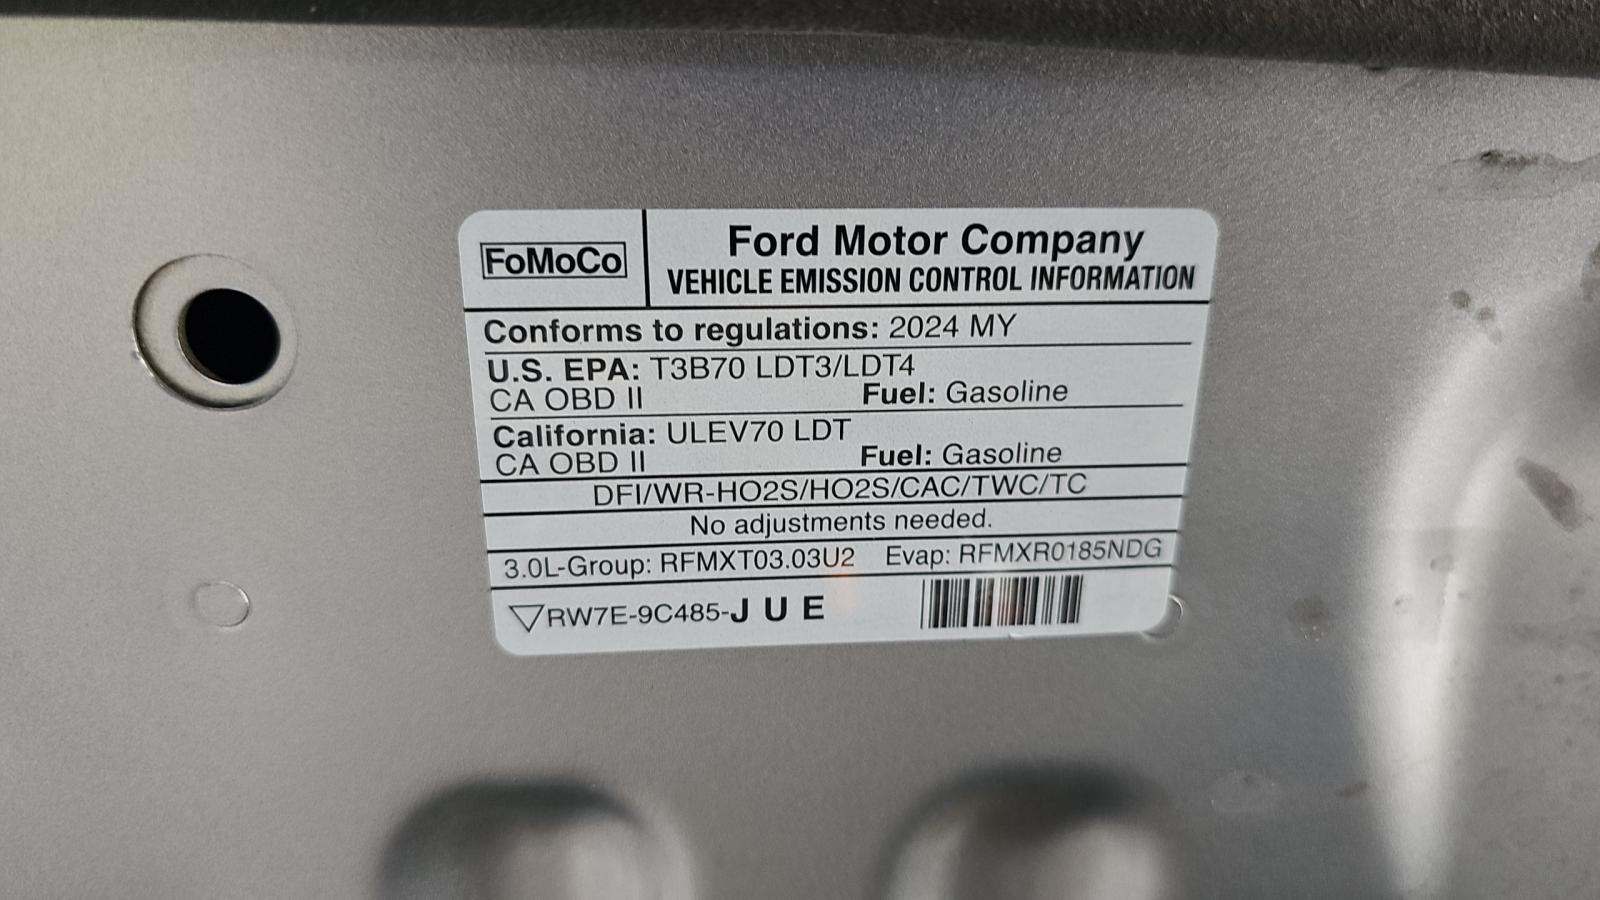 FoMoCo
Ford Motor Company
VEHICLE EMISSION CONTROL INFORMATION
Conforms to regulations: 2024 MY
U.S. EPA: T3B70 LDT3/LDT4
CA OBD II Fuel: Gasoline
California: ULEV70 LDT
CA OBD II Fuel: Gasoline
DFI/WR-HO2S/HO2S/CAC/TWC/TC
No adjustments needed.
3.0L-Group: RFMXT03.03U2 Evap: RFMXR0185NDG
RW7E-9C485-J U E